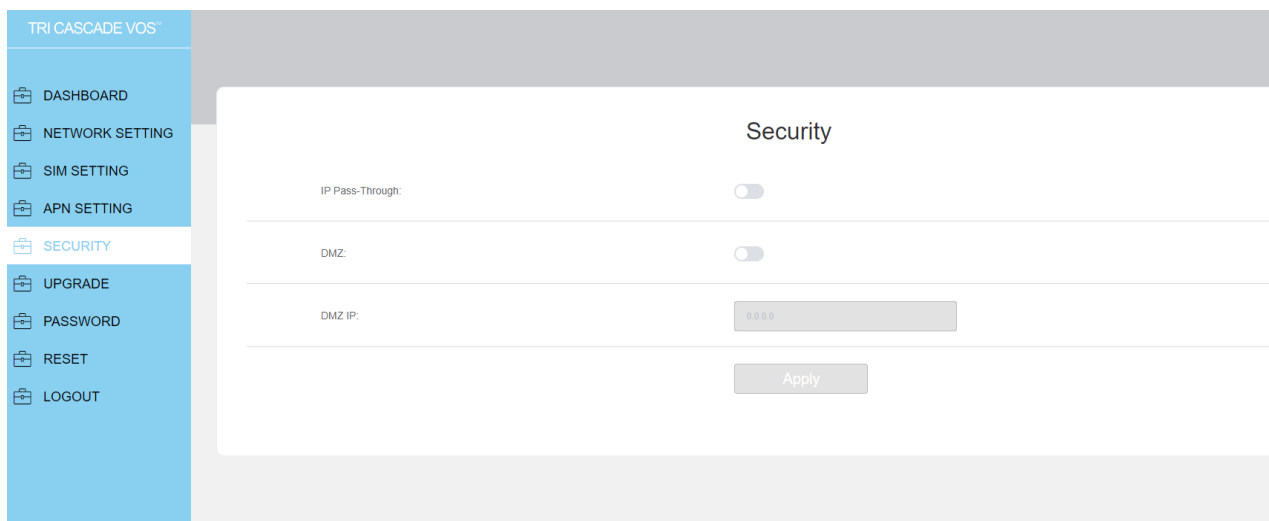 TRI CASCADE VOS
DASHBOARD
NETWORK SETTING
SIM SETTING
APN SETTING
SECURITY
UPGRADE
PASSWORD
RESET
LOGOUT
Security
IP Pass-Through:
DMZ:
DMZ IP:
0.0.0.0
Apply